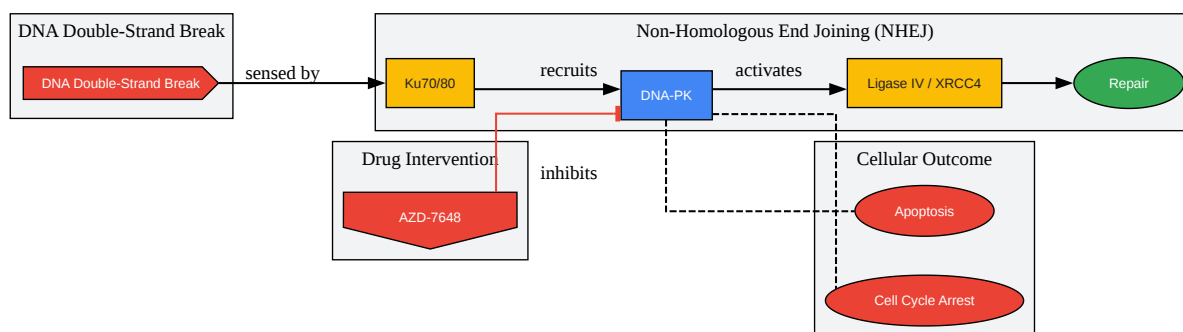 DNA Double-Strand Break
DNA Double-Strand Break
sensed by
Non-Homologous End Joining (NHEJ)
Ku70/80
recruits
DNA-PK
activates
Ligase IV / XRCC4
Repair
Drug Intervention
AZD-7648
inhibits
Cellular Outcome
Apoptosis
Cell Cycle Arrest